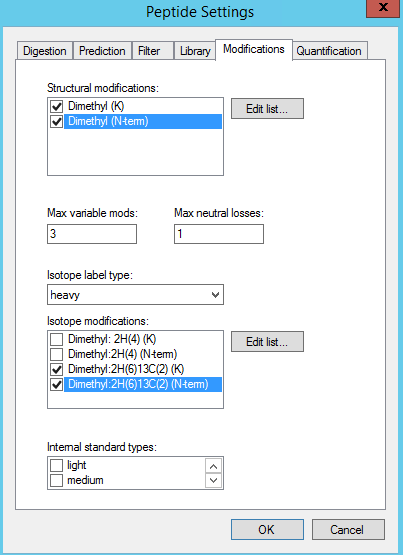 Peptide Settings
x
Digestion Prediction Filter Library Modifications Quantification
Structural modifications:
Dimethyl (K)
Dimethyl (N-term)
Edit list...
Max variable mods:
Max neutral losses:
3
1
Isotope label type:
heavy
Isotope modifications:
Dimethyl: 2H(4) (K)
Dimethyl:2H(4) (N-term)
Dimethyl:2H(6)13C(2) (K)
Dimethyl:2H(6)13C(2) (N-term)
Edit list...
Internal standard types:
light
medium
OK Cancel